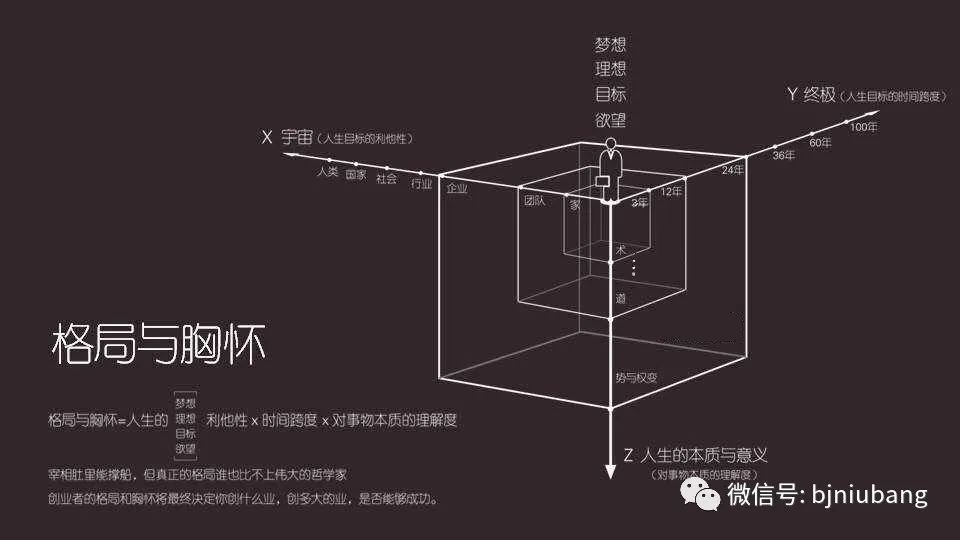 梦想
理想
目标
欲望
Y 终极（人生目标的时间跨度）
100年
60年
36年
24年
12年
3年
X 宇宙（人生目标的利他性）
人类
国家
社会
行业
企业
团队
家
术
道
势与权变
Z 人生的本质与意义
（对事物本质的理解度）
格局与胸怀
格局与胸怀=人生的 梦想 理想 目标 欲望 利他性 x 时间跨度 x 对事物本质的理解度
宰相肚里能撑船，但真正的格局谁也比不上伟大的哲学家
创业者的格局和胸怀将最终决定你创什么业，创多大的业，是否能够成功。
微信号: bjniubang